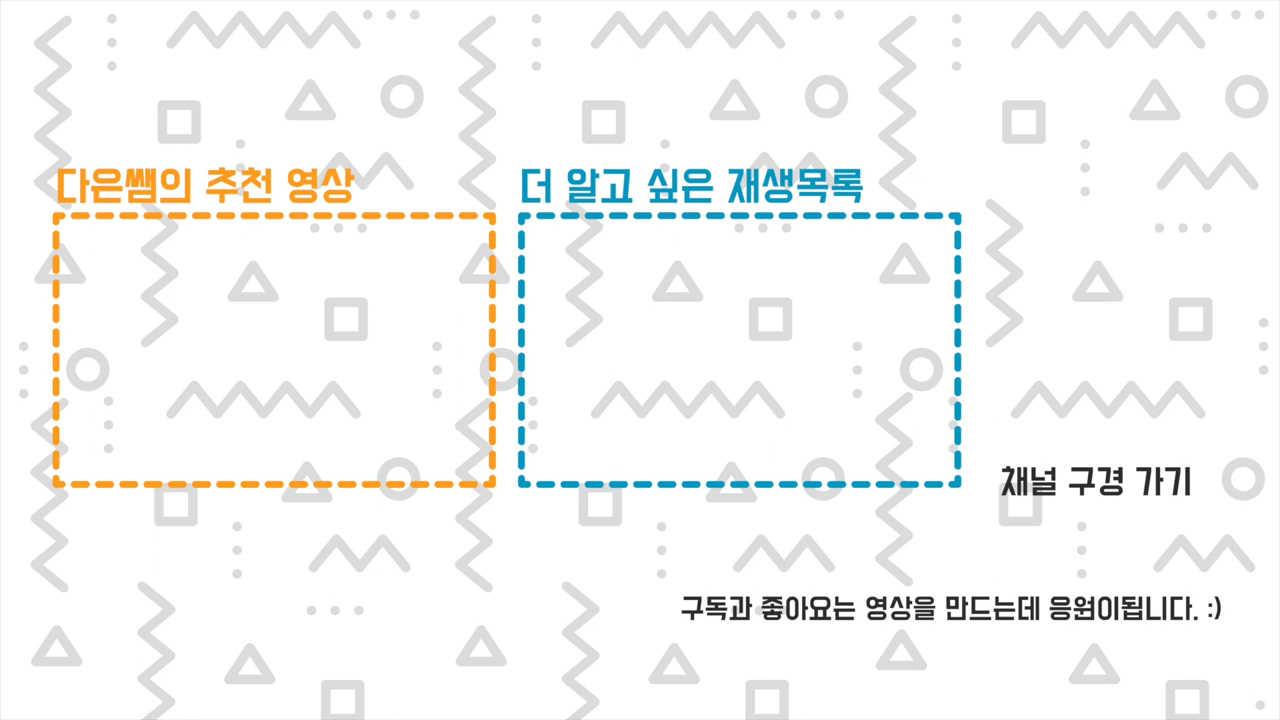 다은쌤의 추천 영상
더 알고 싶은 재생목록
채널 구경 가기
구독과 좋아요는 영상을 만드는데 응원이됩니다. :)